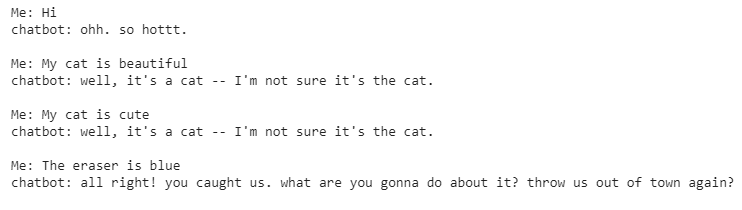 Me: Hi
chatbot: ohh. so hottt.
Me: My cat is beautiful
chatbot: well, it's a cat -- I'm not sure it's the cat.
Me: My cat is cute
chatbot: well, it's a cat -- I'm not sure it's the cat.
Me: The eraser is blue
chatbot: all right! you caught us. what are you gonna do about it? throw us out of town again?